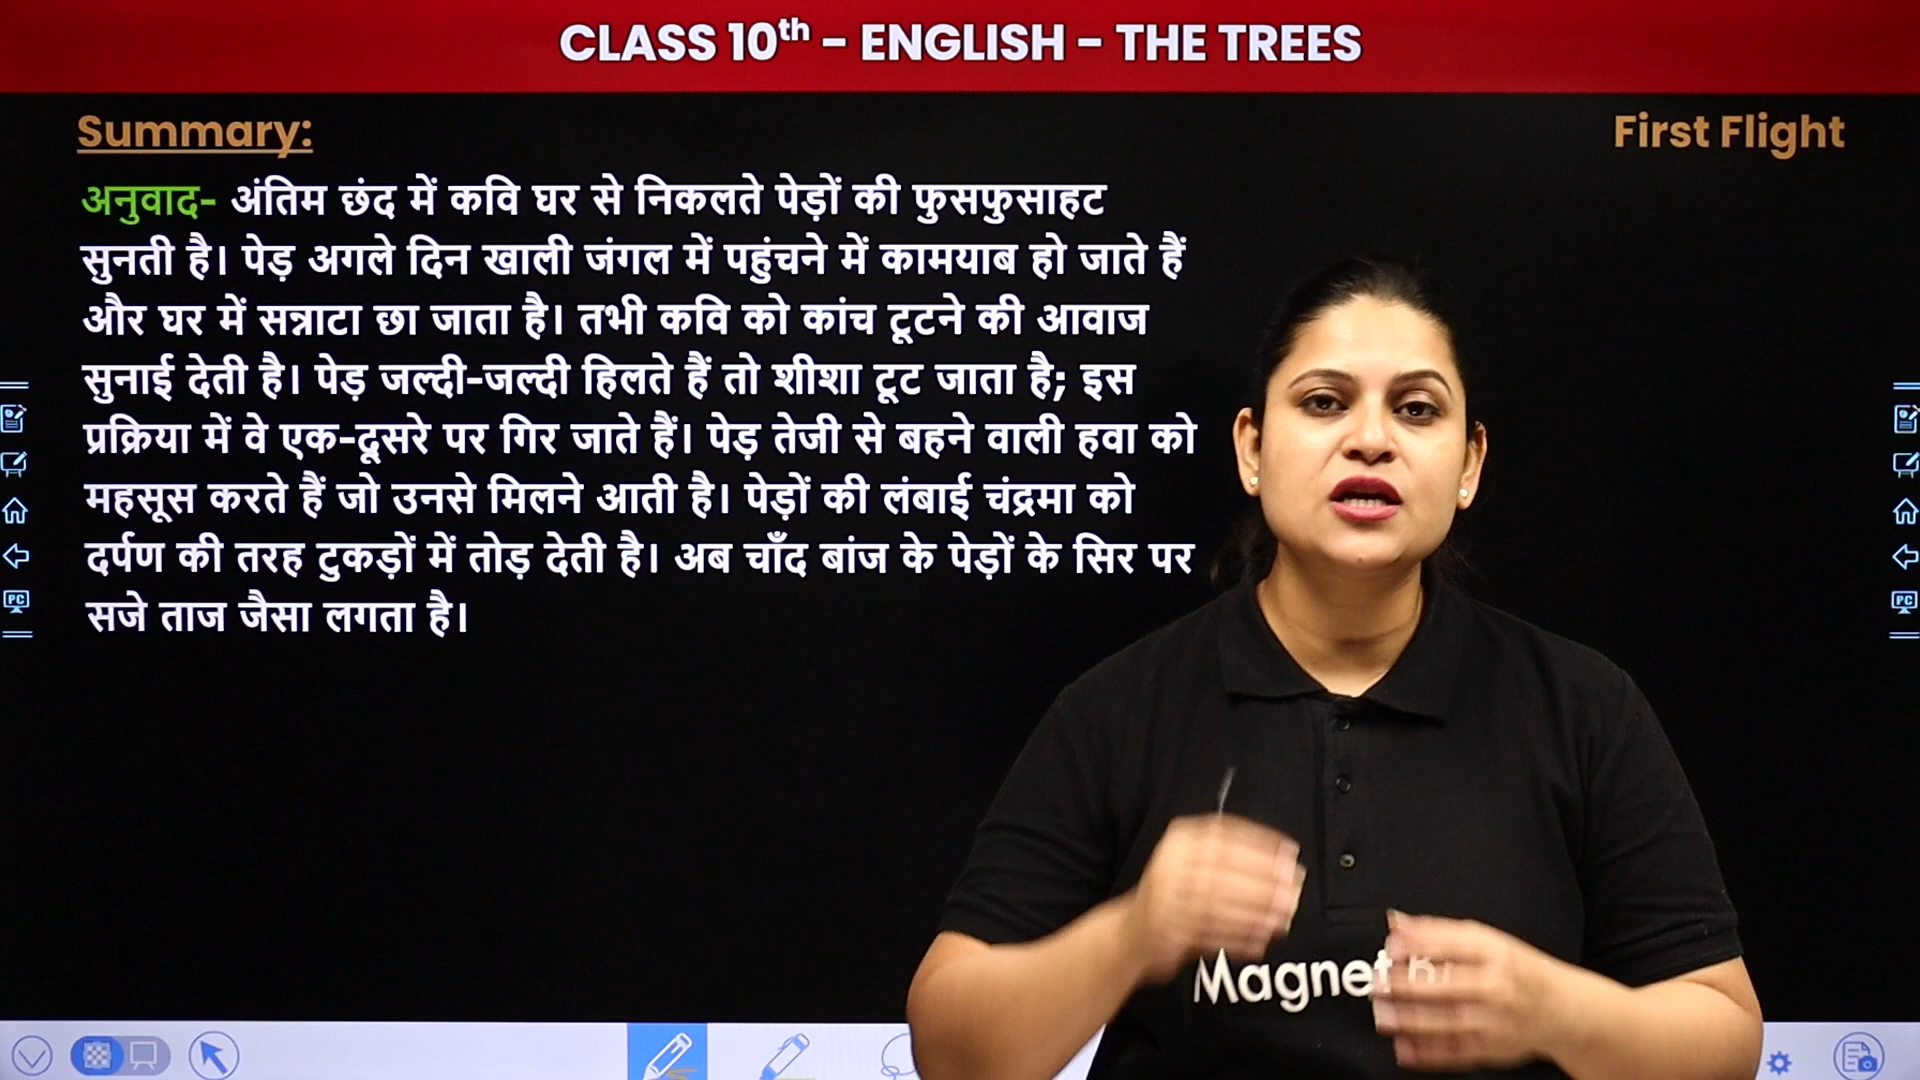 CLASS 10th - ENGLISH - THE TREES
Summary:
First Flight
अनुवाद- अंतिम छंद में कवि घर से निकलते पेड़ों की फुसफुसाहट
सुनती है। पेड़ अगले दिन खाली जंगल में पहुंचने में कामयाब हो जाते हैं
और घर में सन्नाटा छा जाता है। तभी कवि को कांच टूटने की आवाज
सुनाई देती है। पेड़ जल्दी-जल्दी हिलते हैं तो शीशा टूट जाता है; इस
प्रक्रिया में वे एक-दूसरे पर गिर जाते हैं। पेड़ तेजी से बहने वाली हवा को
महसूस करते हैं जो उनसे मिलने आती है। पेड़ों की लंबाई चंद्रमा को
दर्पण की तरह टुकड़ों में तोड़ देती है। अब चाँद बांज के पेड़ों के सिर पर
सजे ताज जैसा लगता है।
PC
PC
Magnet